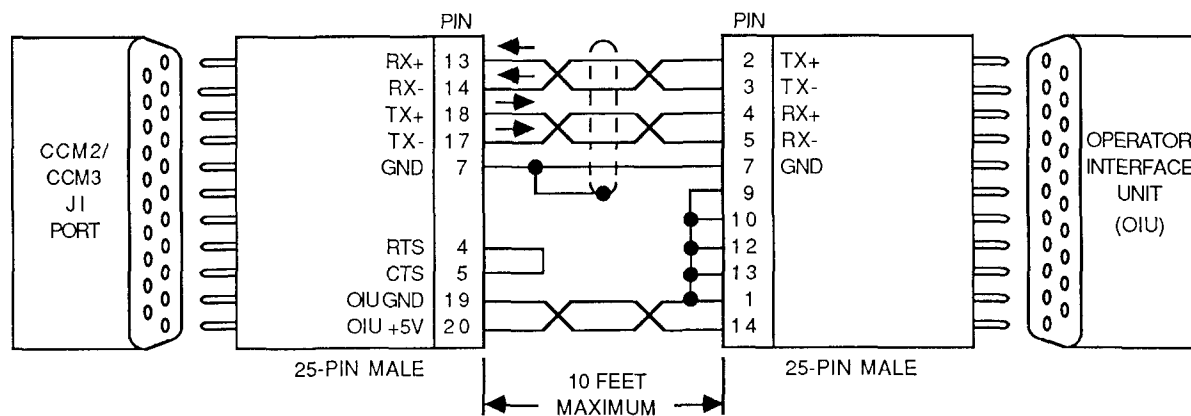 PIN PIN
RX+ 13 2 TX+
RX- 14 3 TX-
TX+ 18 4 RX+
TX- 17 5 RX-
GND 7 7 GND
9
10
RTS 4 12
CTS 5 13
OIU GND 19 1
OIU +5V 20 14
CCM2/
CCM3
JI
PORT
OPERATOR
INTERFACE
UNIT
(OIU)
25-PIN MALE 25-PIN MALE
10 FEET
MAXIMUM